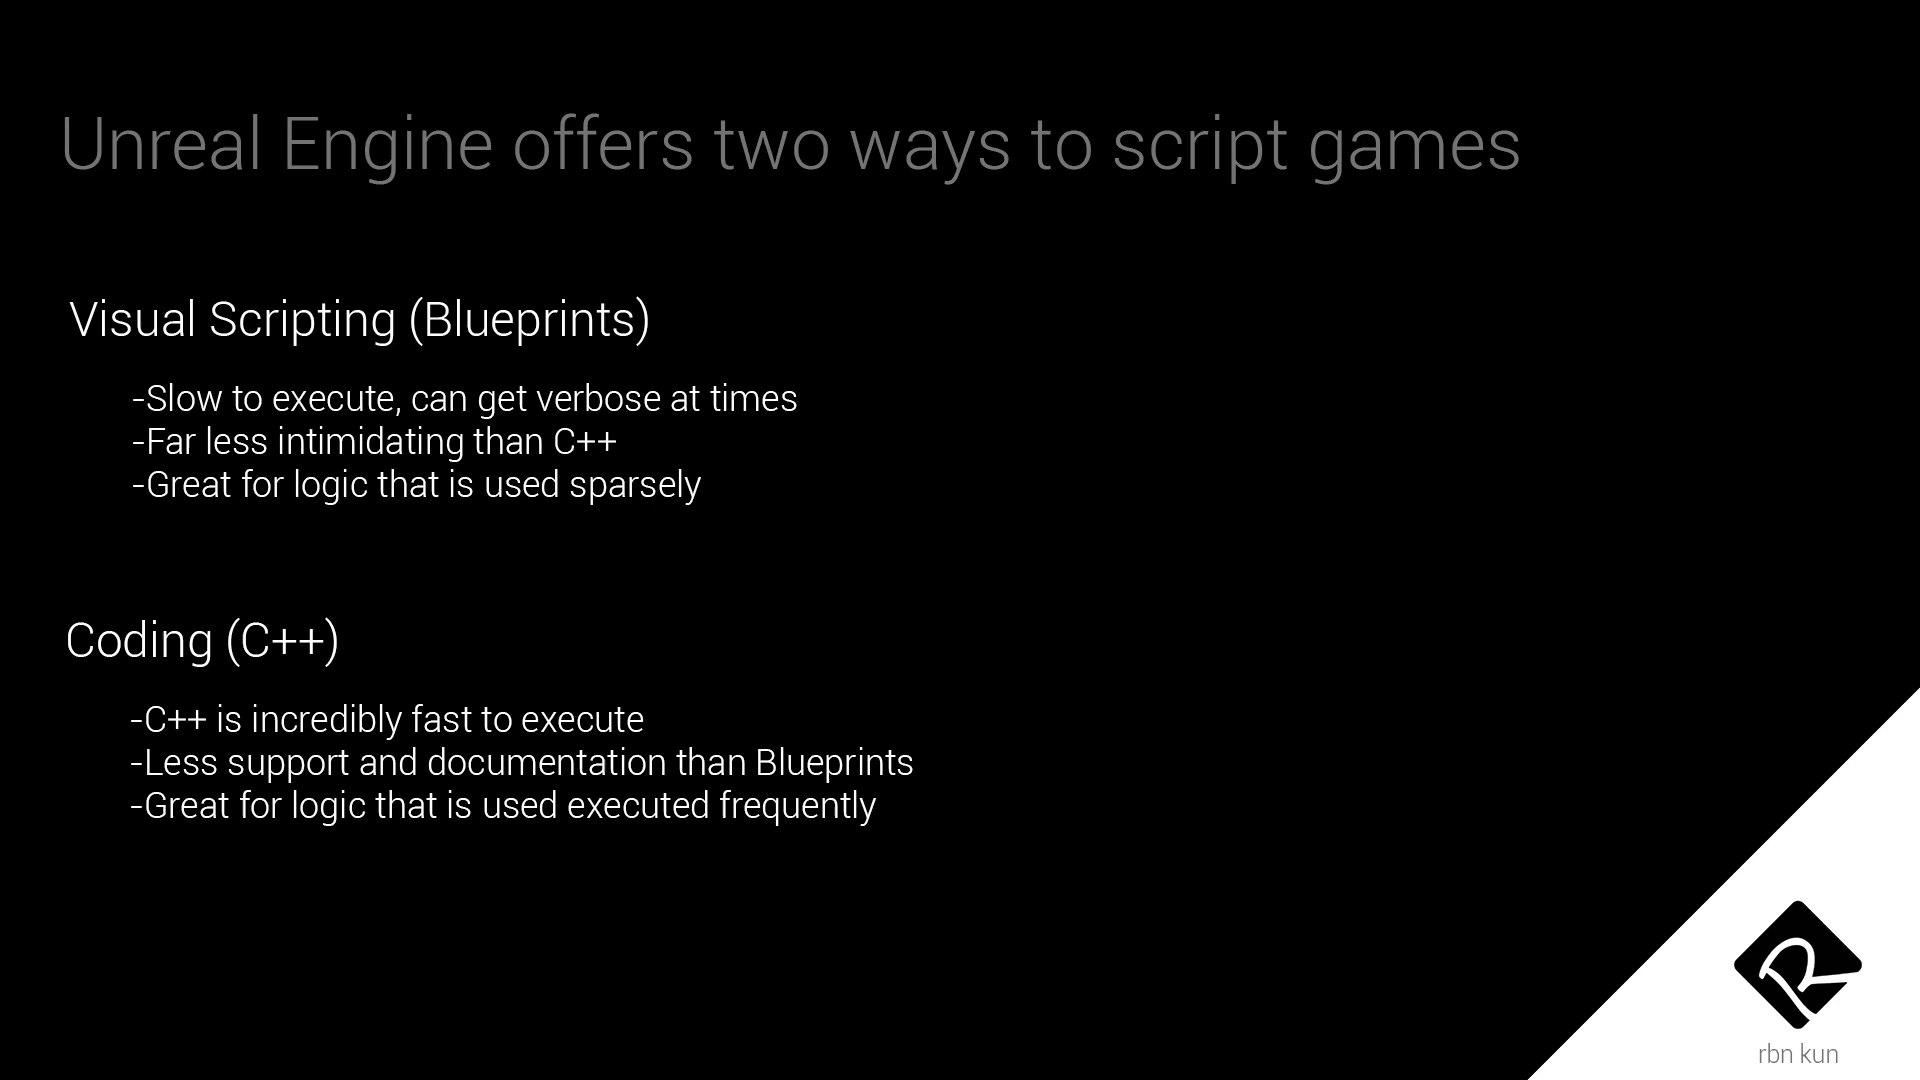 Unreal Engine offers two ways to script games
Visual Scripting (Blueprints)
-Slow to execute, can get verbose at times
-Far less intimidating than C++
-Great for logic that is used sparsely
Coding (C++)
-C++ is incredibly fast to execute
-Less support and documentation than Blueprints
-Great for logic that is used executed frequently
R
rbn kun